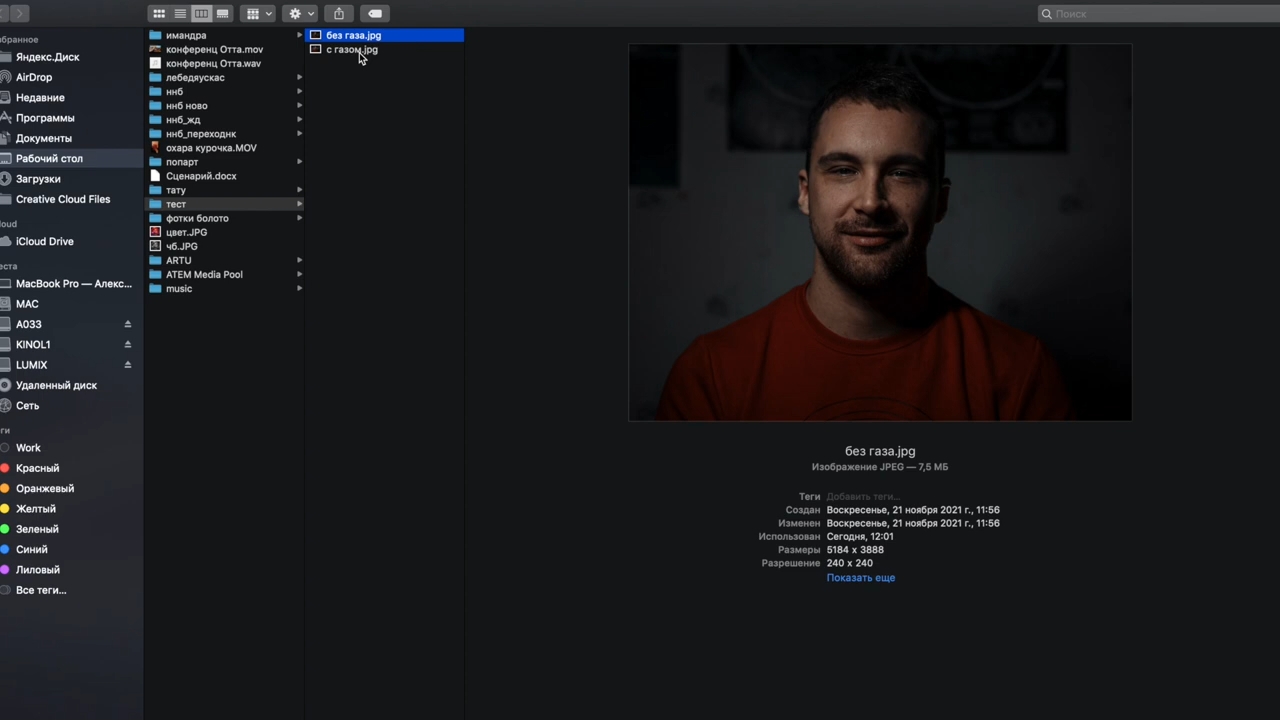 Поиск
бранное
Яндекс.Диск
AirDrop
Недавние
Программы
Документы
Рабочий стол
Загрузки
Creative Cloud Files
loud
iCloud Drive
еста
MacBook Pro — Алекс...
MAC
A033
KINOL1
LUMIX
Удаленный диск
Сеть
ги
Work
Красный
Оранжевый
Желтый
Зеленый
Синий
Лиловый
Все теги...
имандра
конференц Отта.mov
конференц Отта.wav
лебедяускас
ннб
ннб ново
ннб_жд
ннб_переходнк
охара курочка.MOV
попарт
Сценарий.docx
тату
тест
фотки болото
цвет.JPG
чб.JPG
ARTU
ATEM Media Pool
music
без газа.jpg
с газом.jpg
без газа.jpg
Изображение JPEG — 7,5 МБ
Теги Добавить теги...
Создан Воскресенье, 21 ноября 2021 г., 11:56
Изменен Воскресенье, 21 ноября 2021 г., 11:56
Использован Сегодня, 12:01
Размеры 5184 x 3888
Разрешение 240 x 240
Показать еще